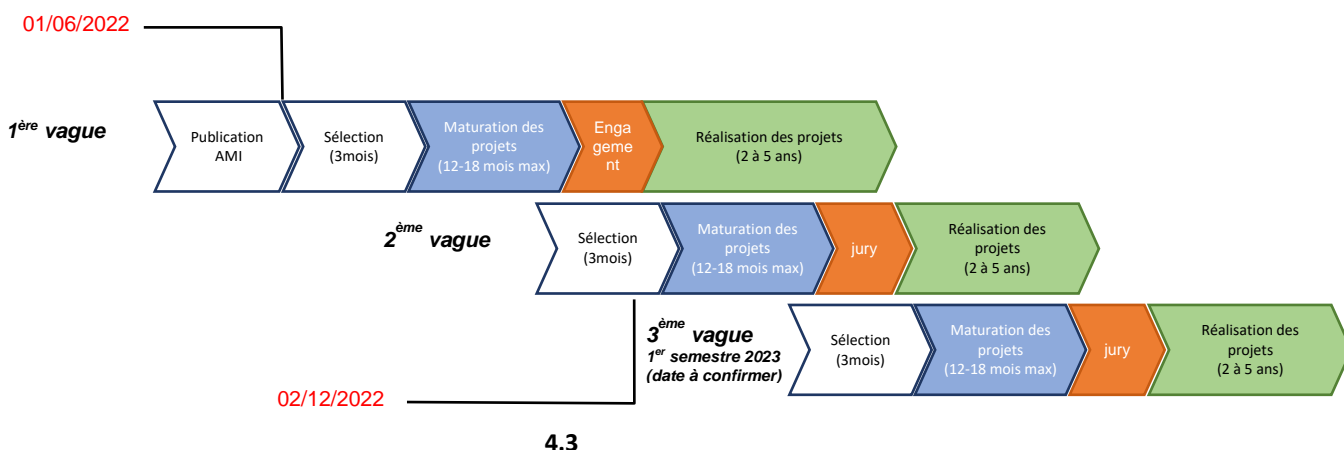 01/06/2022
1ère vague
Publication
AMI
Sélection
(3mois)
Maturation des
projets
(12-18 mois max)
Enga
geme
nt
Réalisation des projets
(2 à 5 ans)
2ème vague
Sélection
(3mois)
Maturation des
projets
(12-18 mois max)
jury
Réalisation des
projets
(2 à 5 ans)
3ème vague
1er semestre 2023
(date à confirmer)
Sélection
(3mois)
Maturation des
projets
(12-18 mois max)
jury
Réalisation des
projets
(2 à 5 ans)
02/12/2022
4.3